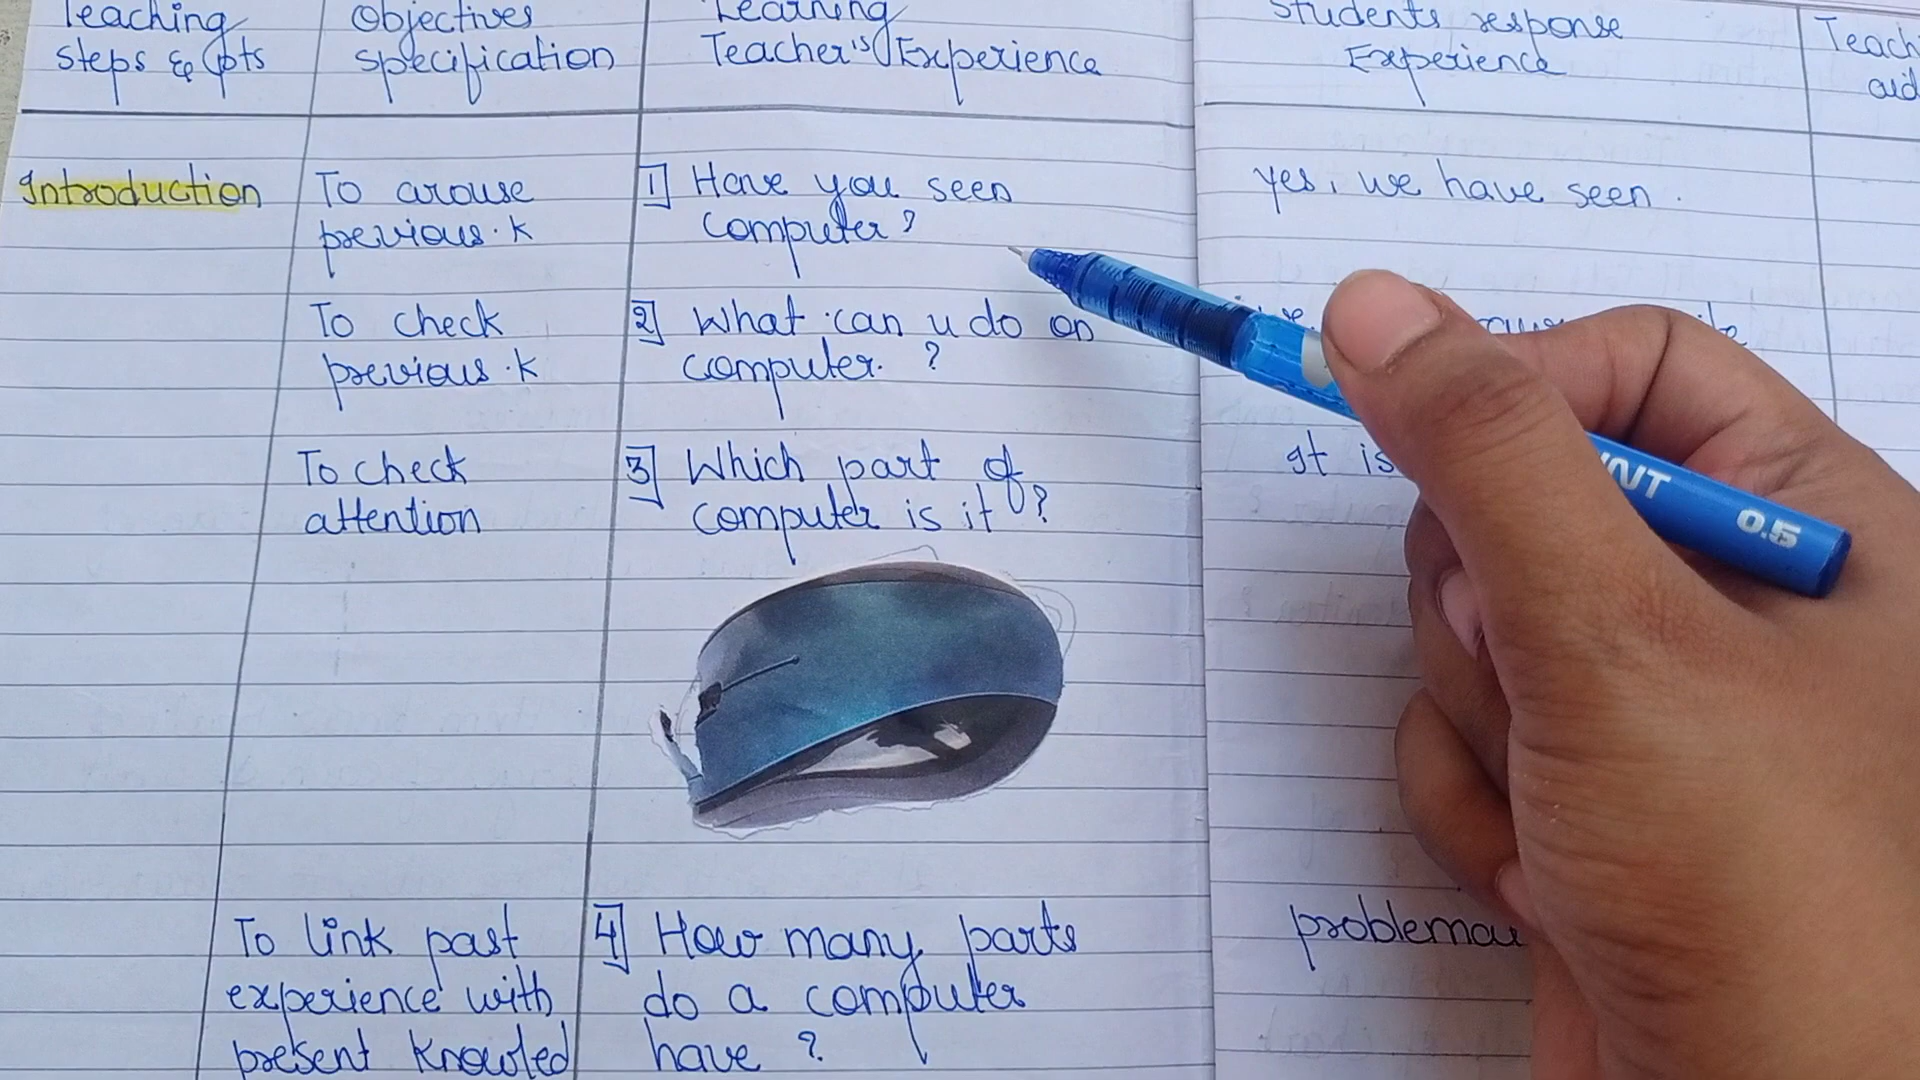 Teaching
steps & pts
Objectives
specification
Learning
Teacher's Experience
Students response
Experience
Teach
aid
Introduction
To arouse
previous.k
1] Have you seen
computer?
yes, we have seen.
To check
previous.k
2] What can u do on
computer. ?
To check
attention
3] Which part of
computer is it?
It is
To link past
experience with
present knowled
4] How many parts
do a computer
have ?
problema
0.5